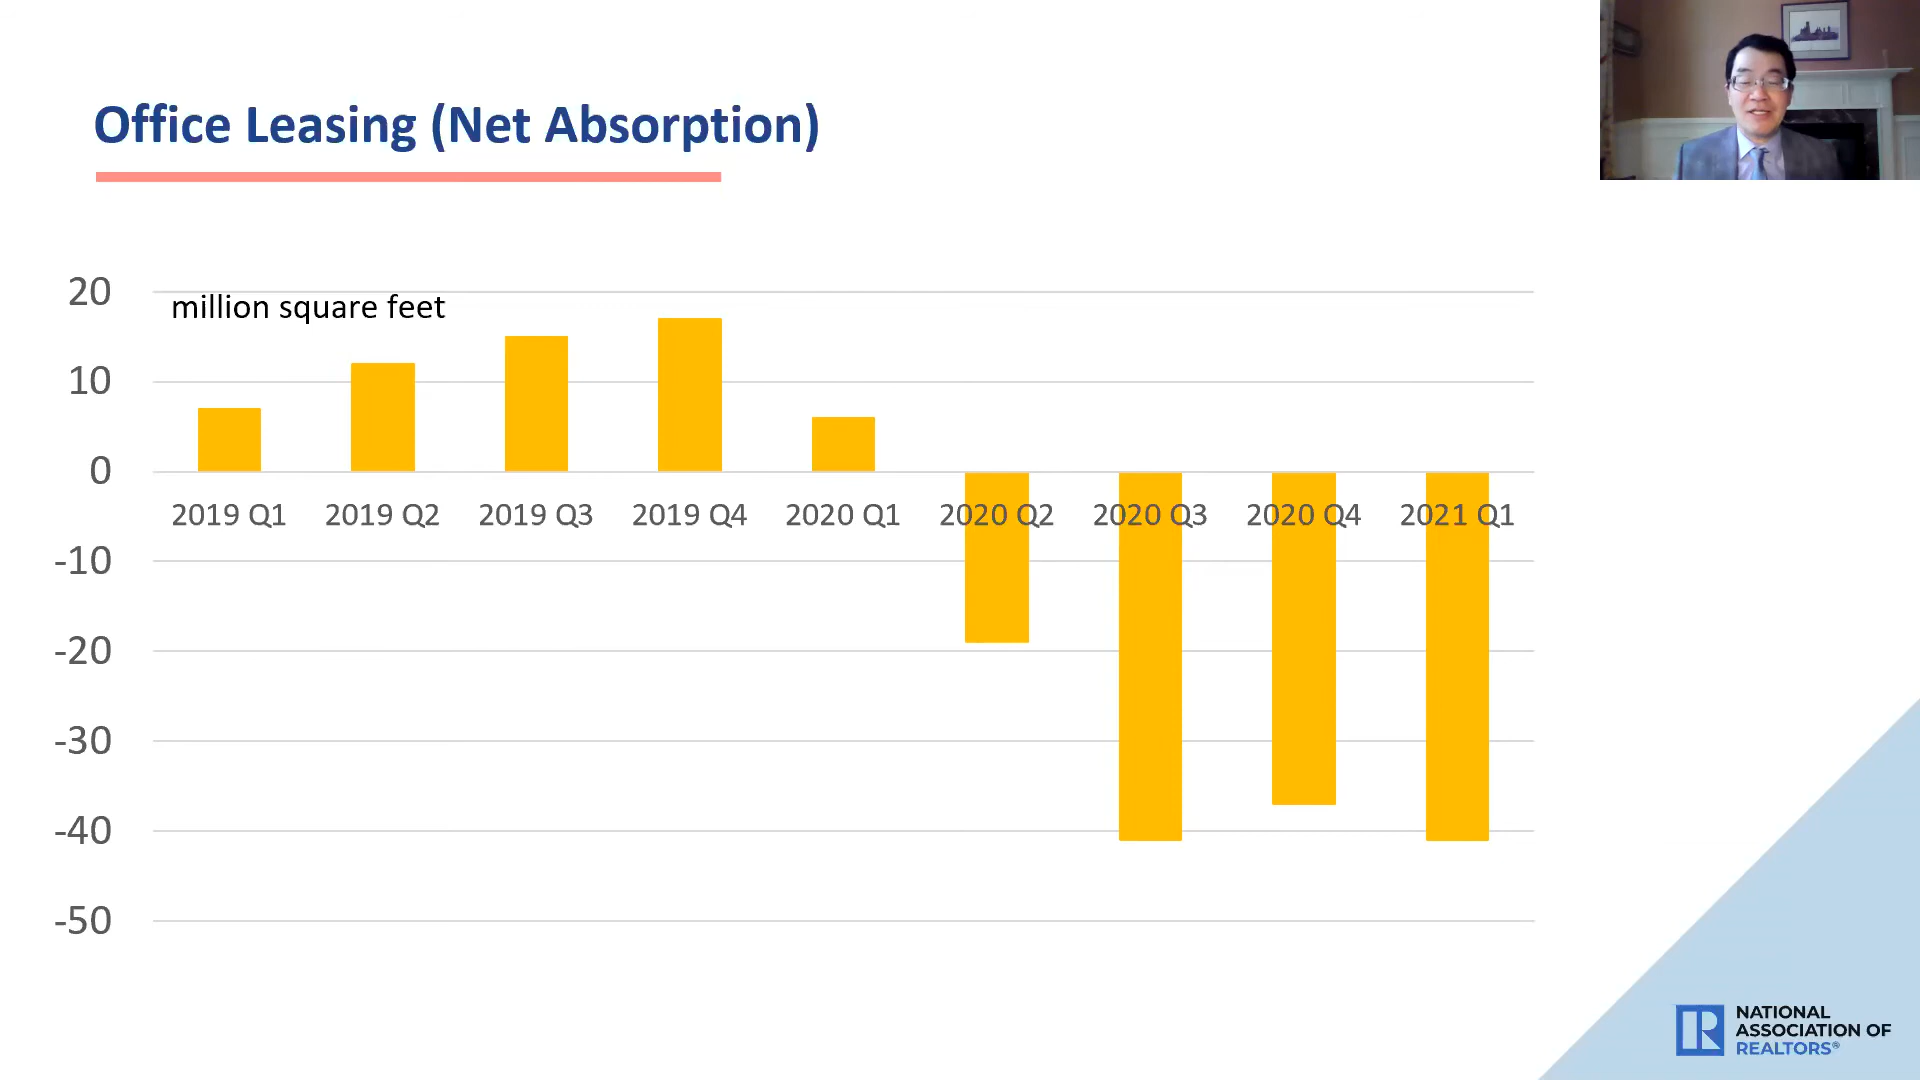 Office Leasing (Net Absorption)
20
million square feet
10
0
2019 Q1 2019 Q2 2019 Q3 2019 Q4 2020 Q1 2020 Q2 2020 Q3 2020 Q4 2021 Q1
-10
-20
-30
-40
-50
NATIONAL
ASSOCIATION OF
REALTORS®